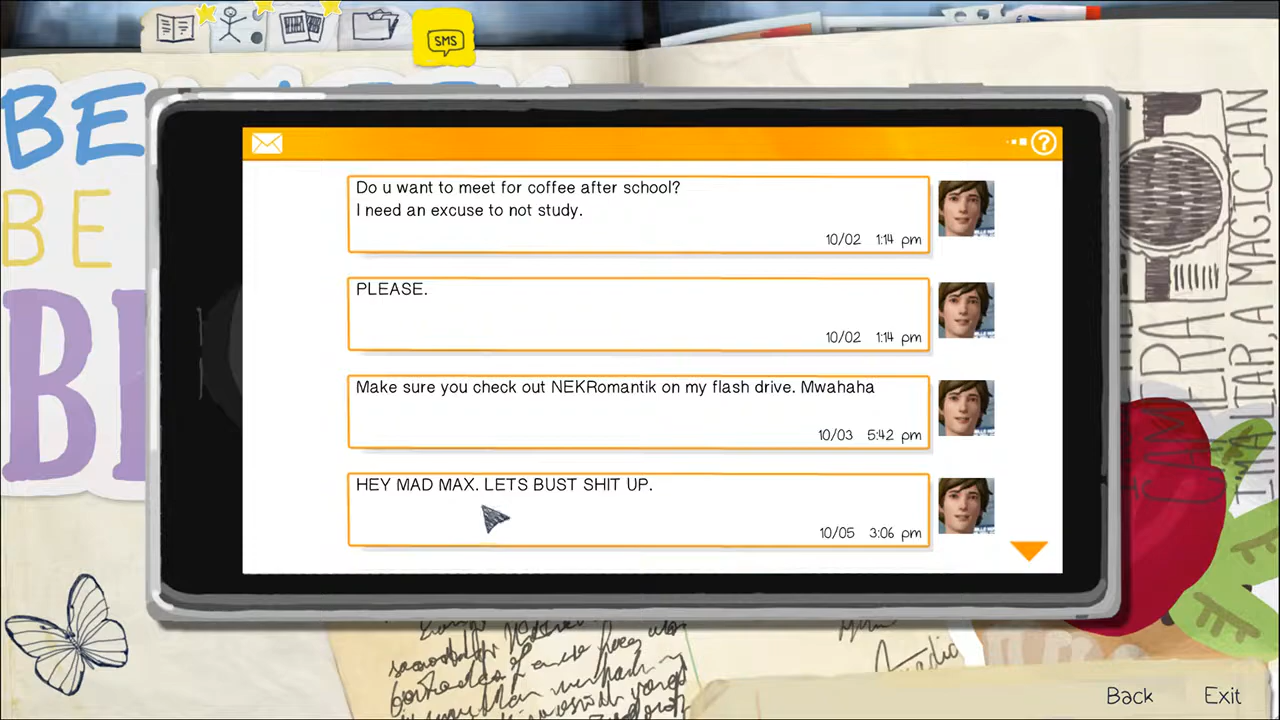 SMS
Do u want to meet for coffee after school?
I need an excuse to not study.
10/02 1:14 pm
PLEASE.
10/02 1:14 pm
Make sure you check out NEKRomantik on my flash drive. Mwahaha
10/03 5:42 pm
HEY MAD MAX. LETS BUST SHIT UP.
10/05 3:06 pm
?
BE
BE
Back
Exit